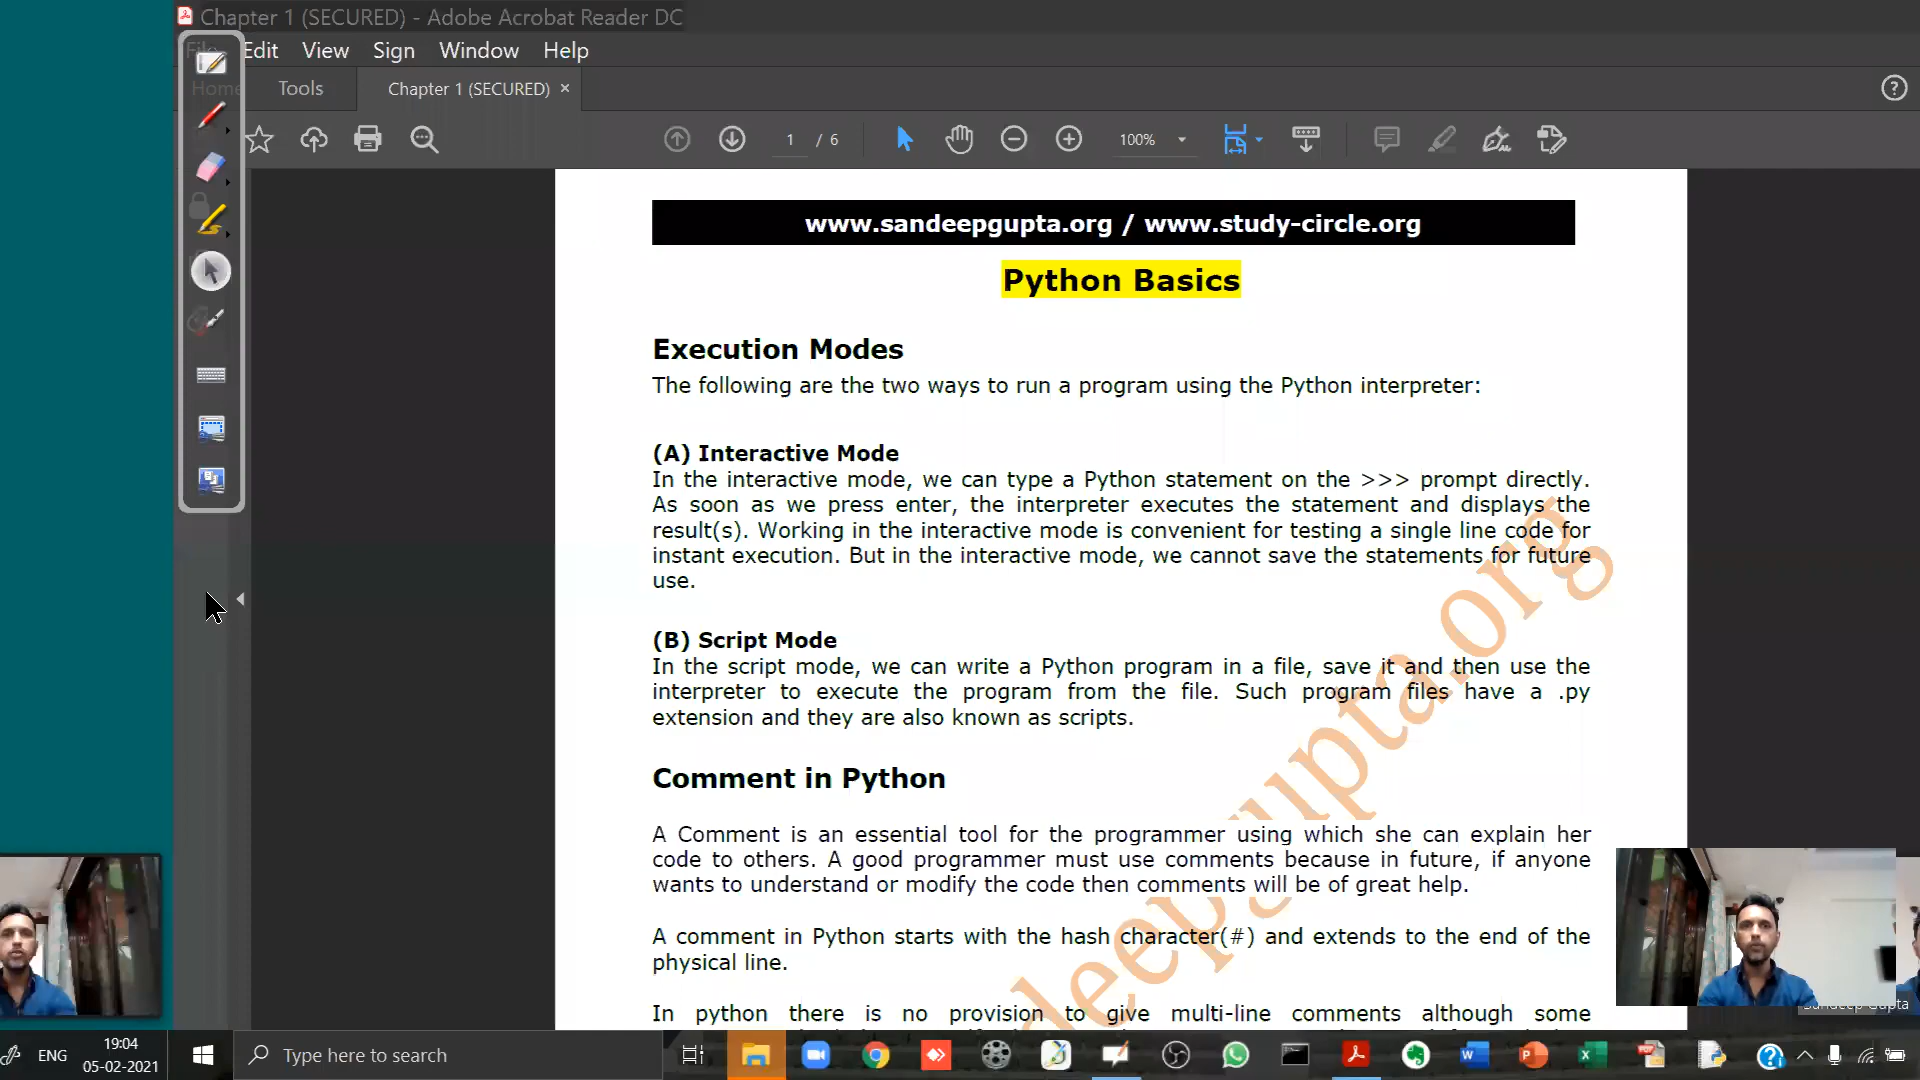 Chapter 1 (SECURED) - Adobe Acrobat Reader DC
File Edit View Sign Window Help
Home Tools Chapter 1 (SECURED) ×
1 / 6 100%
www.sandeepgupta.org / www.study-circle.org
Python Basics
Execution Modes
The following are the two ways to run a program using the Python interpreter:
(A) Interactive Mode
In the interactive mode, we can type a Python statement on the >>> prompt directly.
As soon as we press enter, the interpreter executes the statement and displays the
result(s). Working in the interactive mode is convenient for testing a single line code for
instant execution. But in the interactive mode, we cannot save the statements for future
use.
(B) Script Mode
In the script mode, we can write a Python program in a file, save it and then use the
interpreter to execute the program from the file. Such program files have a .py
extension and they are also known as scripts.
Comment in Python
A Comment is an essential tool for the programmer using which she can explain her
code to others. A good programmer must use comments because in future, if anyone
wants to understand or modify the code then comments will be of great help.
A comment in Python starts with the hash character(#) and extends to the end of the
physical line.
In python there is no provision to give multi-line comments although some
deepgupta.org
Sandeep Gupta
ENG 19:04
05-02-2021
Type here to search